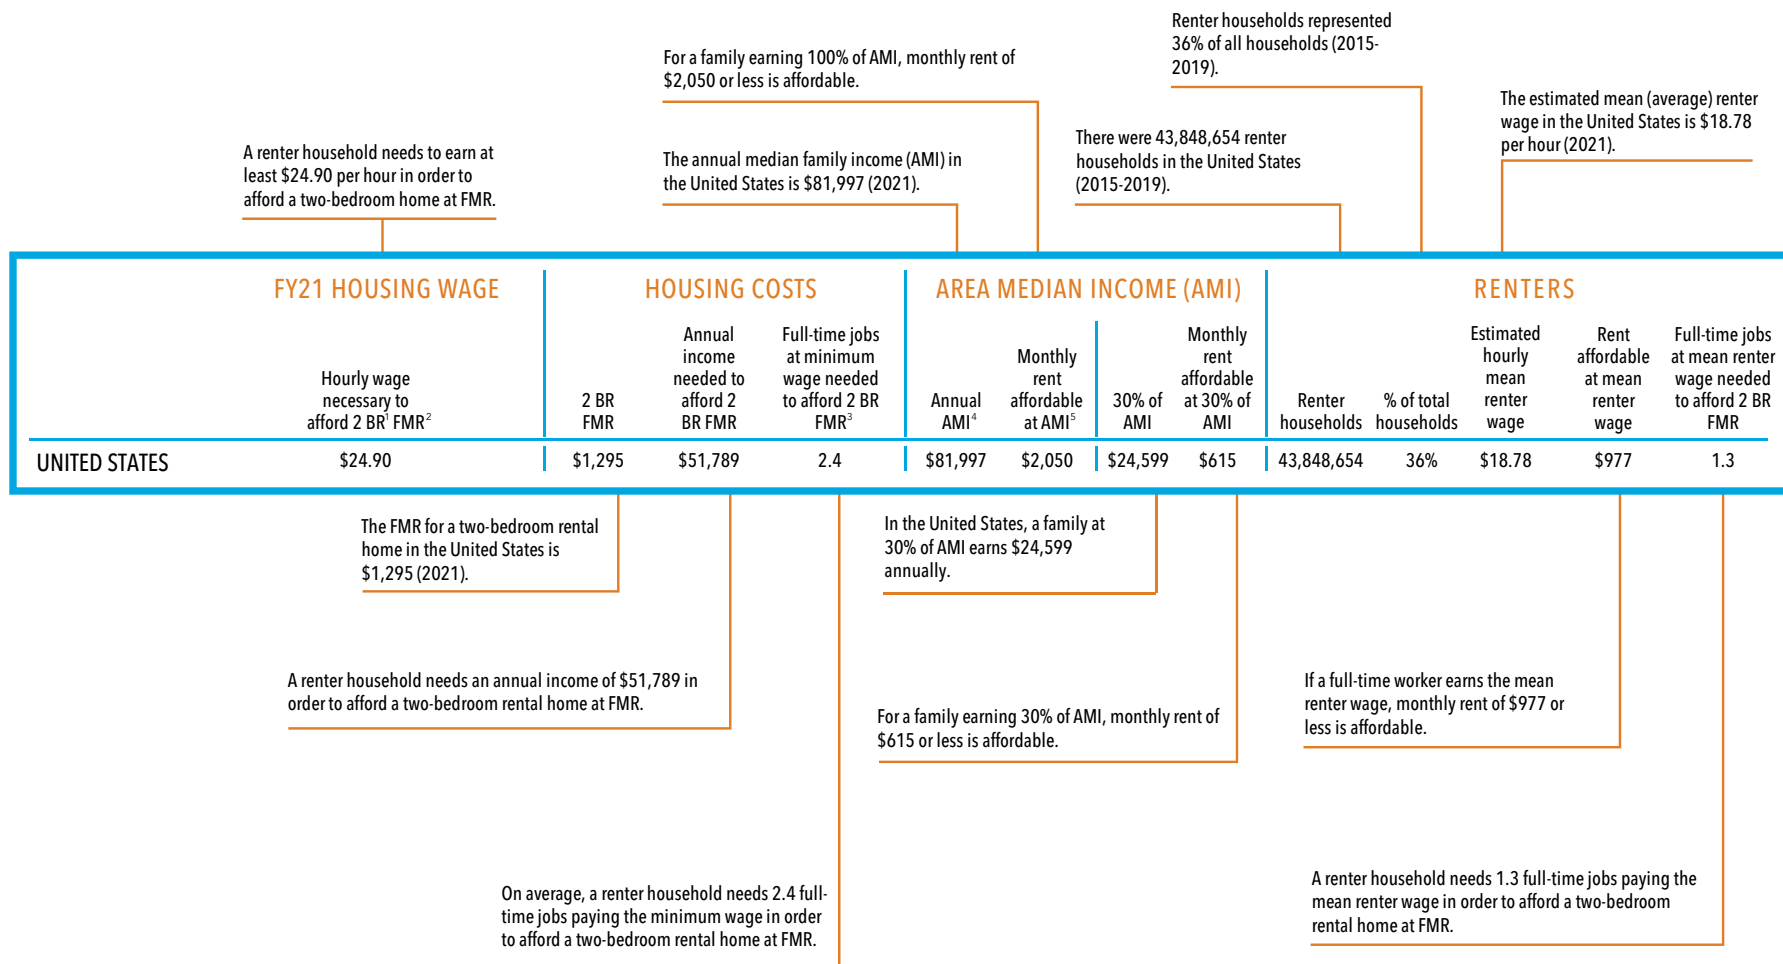 Renter households represented
36% of all households (2015-
2019).
For a family earning 100% of AMI, monthly rent of
$2,050 or less is affordable.
The estimated mean (average) renter
wage in the United States is $18.78
per hour (2021).
There were 43,848,654 renter
households in the United States
(2015-2019).
A renter household needs to earn at
least $24.90 per hour in order to
afford a two-bedroom home at FMR.
The annual median family income (AMI) in
the United States is $81,997 (2021).
FY21 HOUSING WAGE
HOUSING COSTS
AREA MEDIAN INCOME (AMI)
RENTERS
Hourly wage
necessary to
afford 2 BR¹ FMR²
2 BR
FMR
Annual
income
needed to
afford 2
BR FMR
Full-time jobs
at minimum
wage needed
to afford 2 BR
FMR³
Annual
AMI⁴
Monthly
rent
affordable
at AMI⁵
30% of
AMI
Monthly
rent
affordable
at 30% of
AMI
Renter
households
% of total
households
Estimated
hourly
mean
renter
wage
Rent
affordable
at mean
renter
wage
Full-time jobs
at mean renter
wage needed
to afford 2 BR
FMR
UNITED STATES $24.90 $1,295 $51,789 2.4 $81,997 $2,050 $24,599 $615 43,848,654 36% $18.78 $977 1.3
The FMR for a two-bedroom rental
home in the United States is
$1,295 (2021).
In the United States, a family at
30% of AMI earns $24,599
annually.
A renter household needs an annual income of $51,789 in
order to afford a two-bedroom rental home at FMR.
If a full-time worker earns the mean
renter wage, monthly rent of $977 or
less is affordable.
For a family earning 30% of AMI, monthly rent of
$615 or less is affordable.
On average, a renter household needs 2.4 full-
time jobs paying the minimum wage in order
to afford a two-bedroom rental home at FMR.
A renter household needs 1.3 full-time jobs paying the
mean renter wage in order to afford a two-bedroom
rental home at FMR.